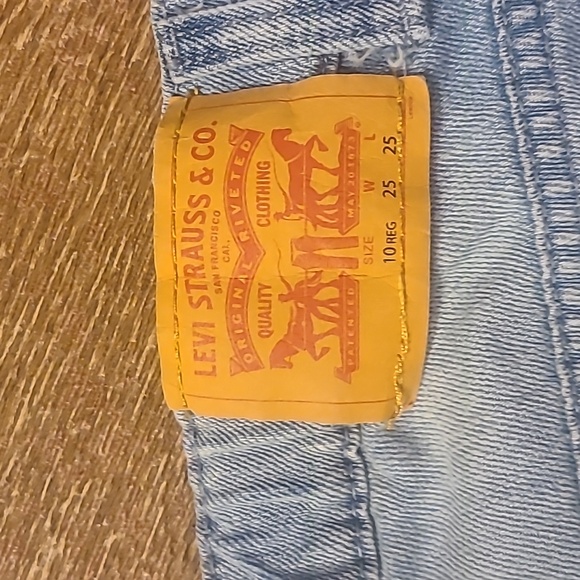 LEVI STRAUSS & CO.
SAN FRANCISCO
CAL.
ORIGINAL RIVETED
QUALITY CLOTHING
PATENTED MAY 20 1873
SIZE W L
10 REG 25 25